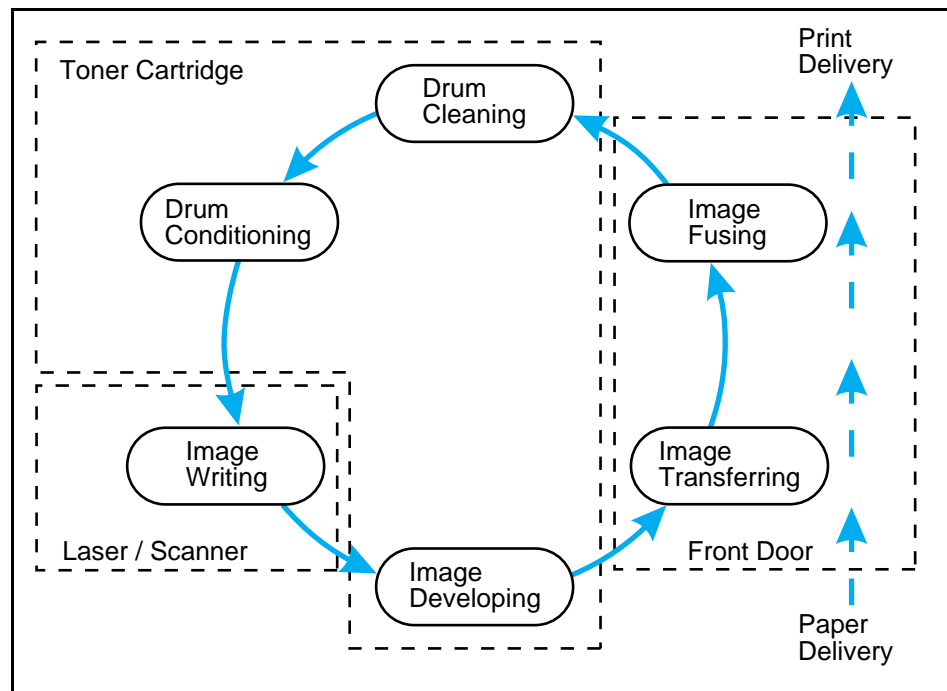 Toner Cartridge
Drum
Cleaning
Print
Delivery
Drum
Conditioning
Image
Fusing
Image
Writing
Image
Transferring
Laser / Scanner
Front Door
Image
Developing
Paper
Delivery